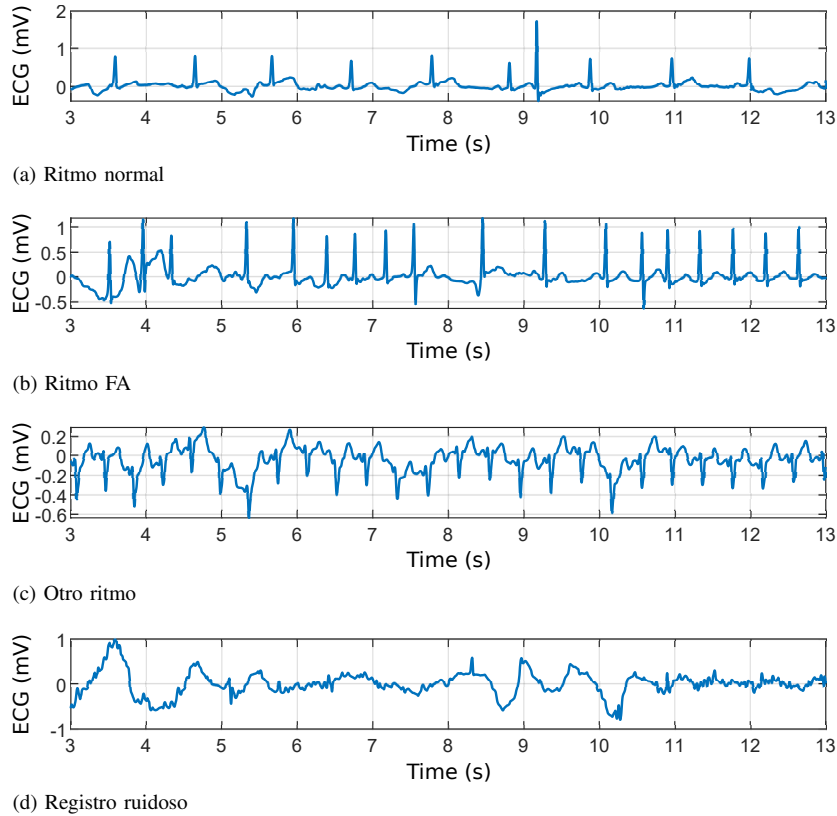 2
ECG (mV)
0
3 4 5 6 7 8 9 10 11 12 13
Time (s)
(a) Ritmo normal
1
ECG (mV)
0.5
0
-0.5
3 4 5 6 7 8 9 10 11 12 13
Time (s)
(b) Ritmo FA
0.2
ECG (mV)
0
-0.2
-0.4
-0.6
3 4 5 6 7 8 9 10 11 12 13
Time (s)
(c) Otro ritmo
1
ECG (mV)
0
-1
3 4 5 6 7 8 9 10 11 12 13
Time (s)
(d) Registro ruidoso